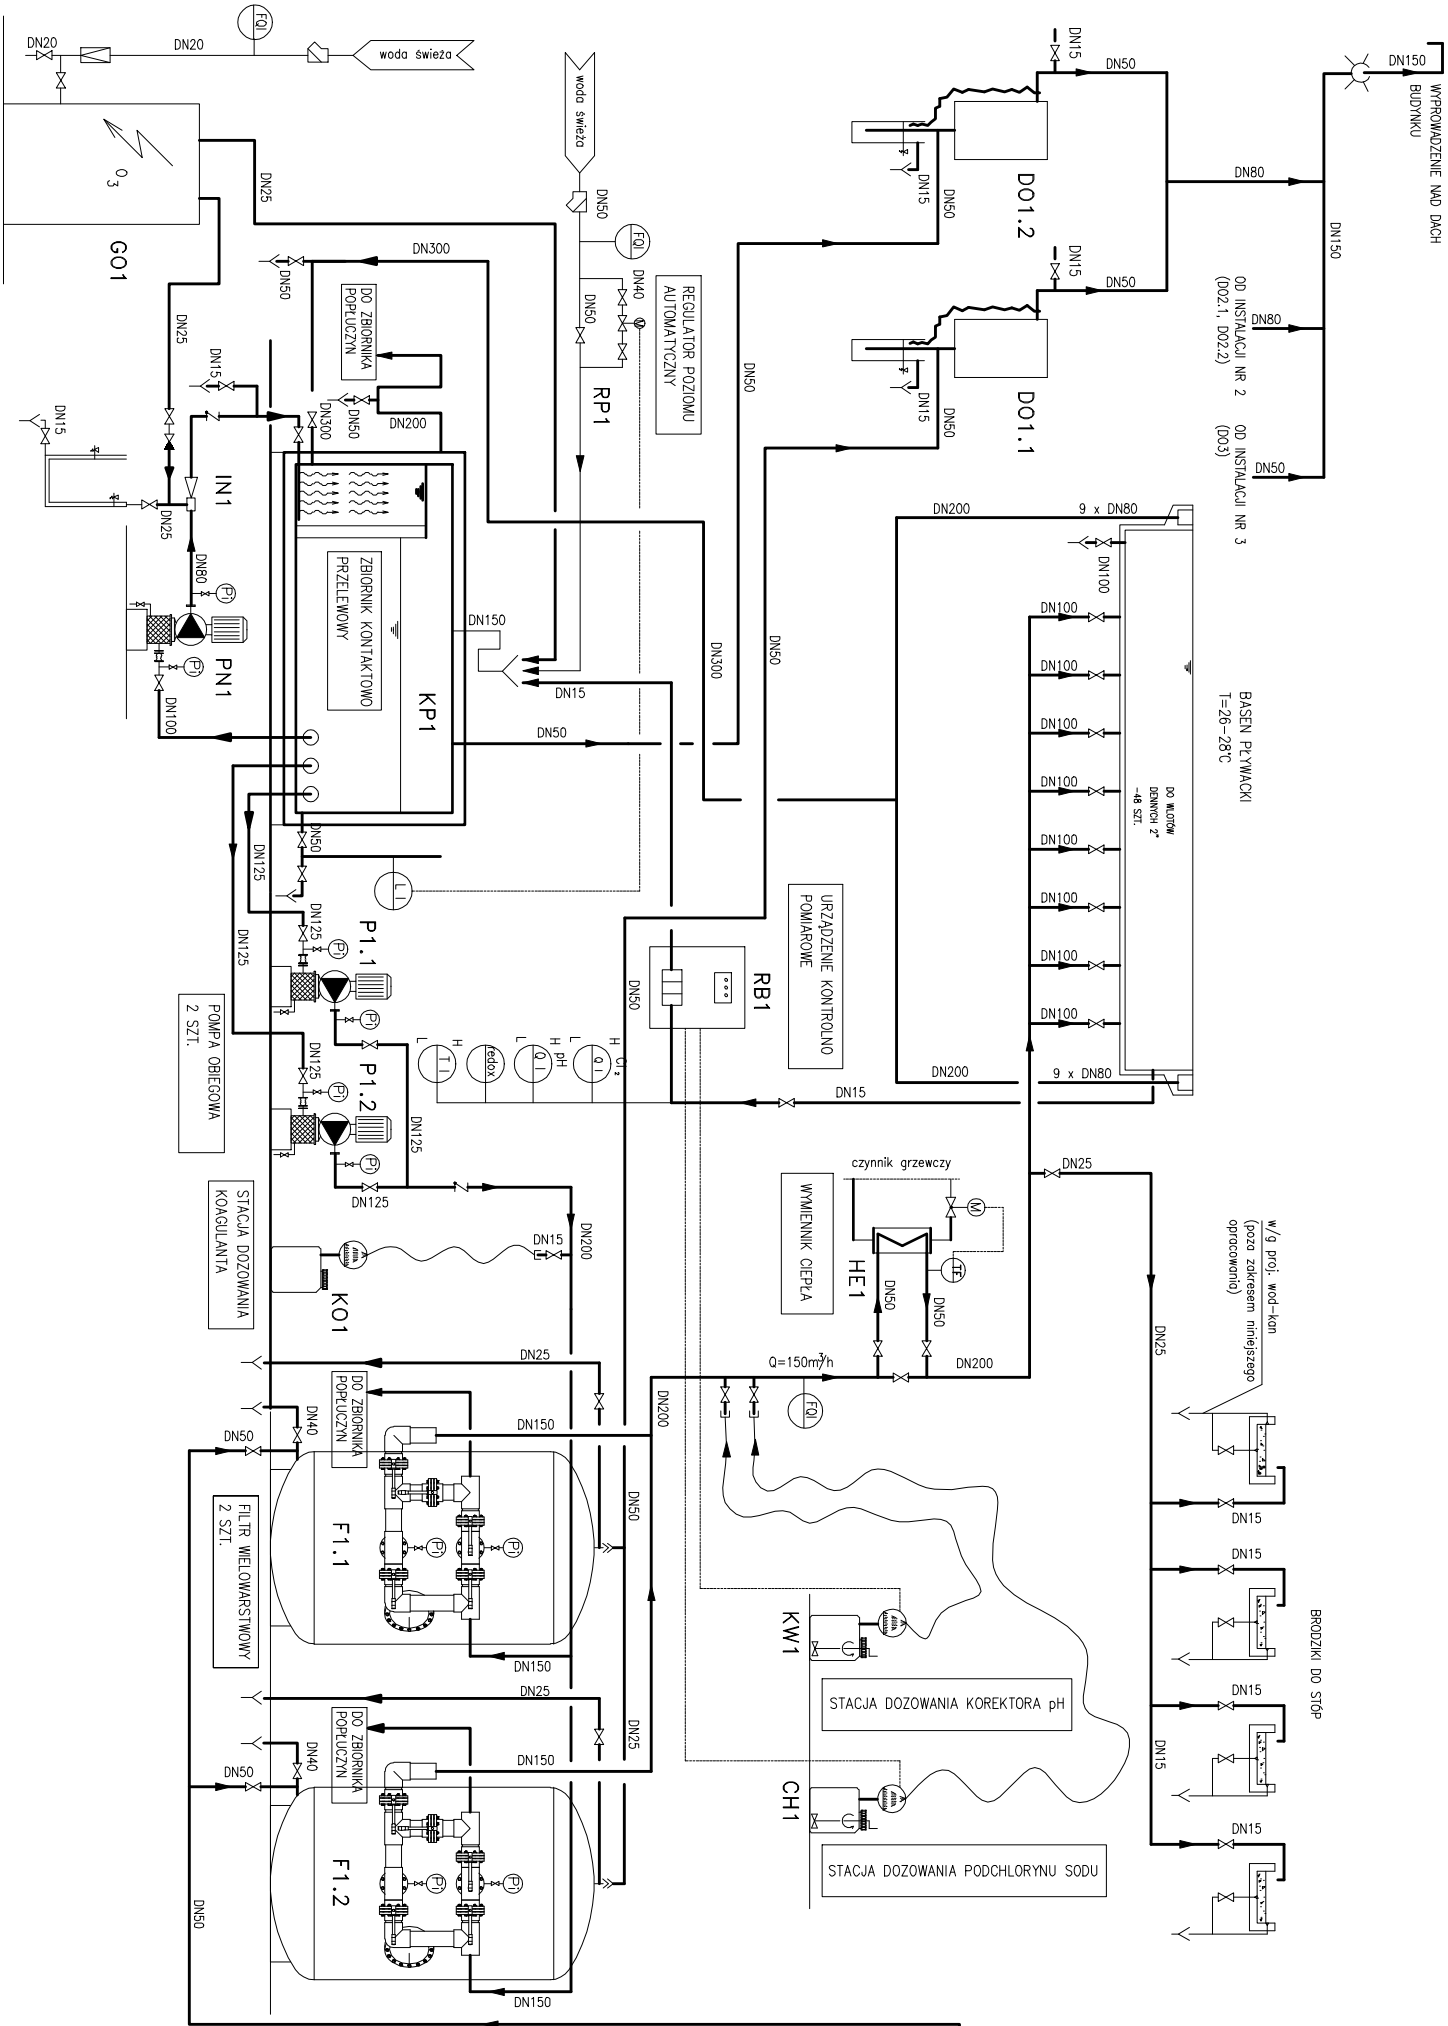 WYPROWADZENIE NAD DACH
BUDYNKU
DN150
DN150
DN80
DN15
DN50
DO1.2
DN15
DN50
DN15
DN50
DO1.1
DN15
DN50
OD INSTALACJI NR 2
(DO2.1, DO2.2)
DN80
OD INSTALACJI NR 3
(DO3)
DN50
DN20
DN20
FQI
woda świeża
O3
GO1
DN25
DN25
woda świeża
DN50
FQI
DN40
DN50
REGULATOR POZIOMU
AUTOMATYCZNY
RP1
DN300
DN50
DO ZBIORNIKA
POPŁUCZYN
DN50
DN200
DN300
DN15
DN15
DN25
IN1
DN80
Pi
Pi
PN1
DN100
ZBIORNIK KONTAKTOWO
PRZELEWOWY
KP1
DN150
DN15
DN50
DN50
DN50
DN300
DN50
LI
M
DN125
DN125
DN125
P1.1
Pi
Pi
DN125
P1.2
Pi
Pi
DN125
DN125
POMPA OBIEGOWA
2 SZT.
DN200
9 x DN80
DN100
BASEN PŁYWACKI
T=26-28°C
DO WLOTÓW
DENNYCH 2"
-48 SZT.
DN100
DN100
DN100
DN100
DN100
DN100
DN100
DN100
DN200
9 x DN80
DN15
URZĄDZENIE KONTROLNO
POMIAROWE
RB1
DN50
H
L
TI
redox
H pH
L
QI
H Cl2
L
QI
STACJA DOZOWANIA
KOAGULANTA
KO1
DN15
DN200
WYMIENNIK CIEPŁA
czynnik grzewczy
M
TE
HE1
DN50
DN50
DN200
Q=150m³/h
FQI
DN25
DN25
w/g proj. wod-kan
(poza zakresem niniejszego
opracowania)
BRODZIKI DO STÓP
DN15
DN15
DN15
DN15
DN15
DN25
DO ZBIORNIKA
POPŁUCZYN
DN40
DN50
DN150
DN200
DN50
Pi
Pi
F1.1
FILTR WIELOWARSTWOWY
2 SZT.
DN150
DN25
DN25
DO ZBIORNIKA
POPŁUCZYN
DN40
DN50
DN150
Pi
Pi
F1.2
DN150
DN50
KW1
STACJA DOZOWANIA KOREKTORA pH
CH1
STACJA DOZOWANIA PODCHLORYNU SODU